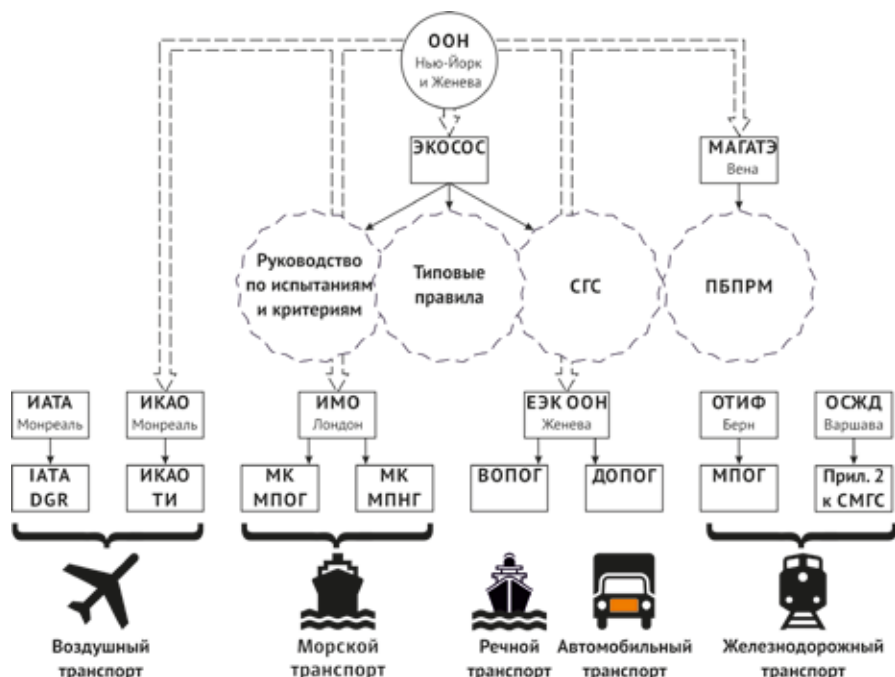 ООН
Нью-Йорк
и Женева
ЭКОСОС
МАГАТЭ
Вена
Руководство
по испытаниям
и критериям
Типовые
правила
СГС
ПБПРМ
ИАТА
Монреаль
ИКАО
Монреаль
ИМО
Лондон
ЕЭК ООН
Женева
ОТИФ
Берн
ОСЖД
Варшава
IATA
DGR
ИКАО
ТИ
МК
МПОГ
МК
МПНГ
ВОПОГ
ДОПОГ
МПОГ
Прил. 2
к СМГС
Воздушный
транспорт
Морской
транспорт
Речной
транспорт
Автомобильный
транспорт
Железнодорожный
транспорт